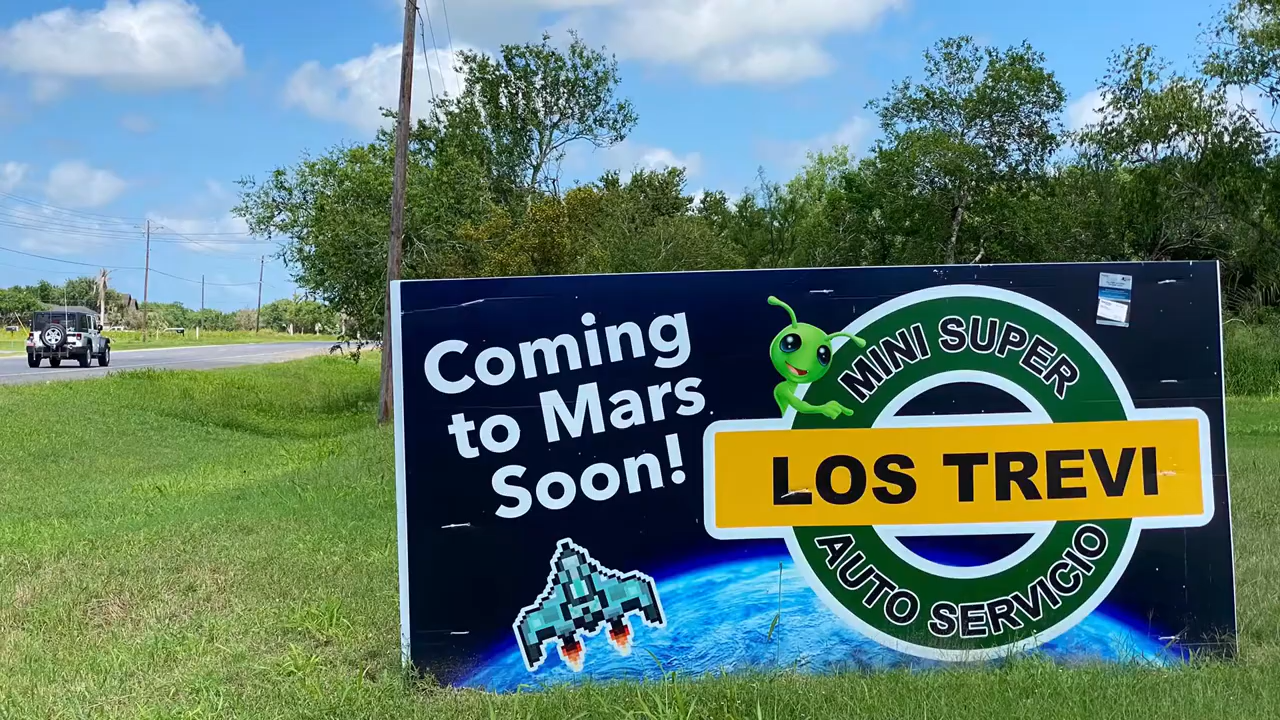 Coming
to Mars
Soon!
MINI SUPER
LOS TREVI
AUTO SERVICIO